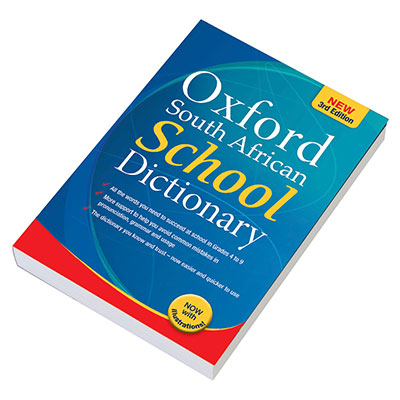 NEW
3rd Edition
Oxford
South African
School
Dictionary
All the words you need to succeed at school in Grades 4 to 9
More support to help you avoid common mistakes in
pronunciation, grammar and usage
The dictionary you know and trust – now easier and quicker to use
NOW
with
illustrations!